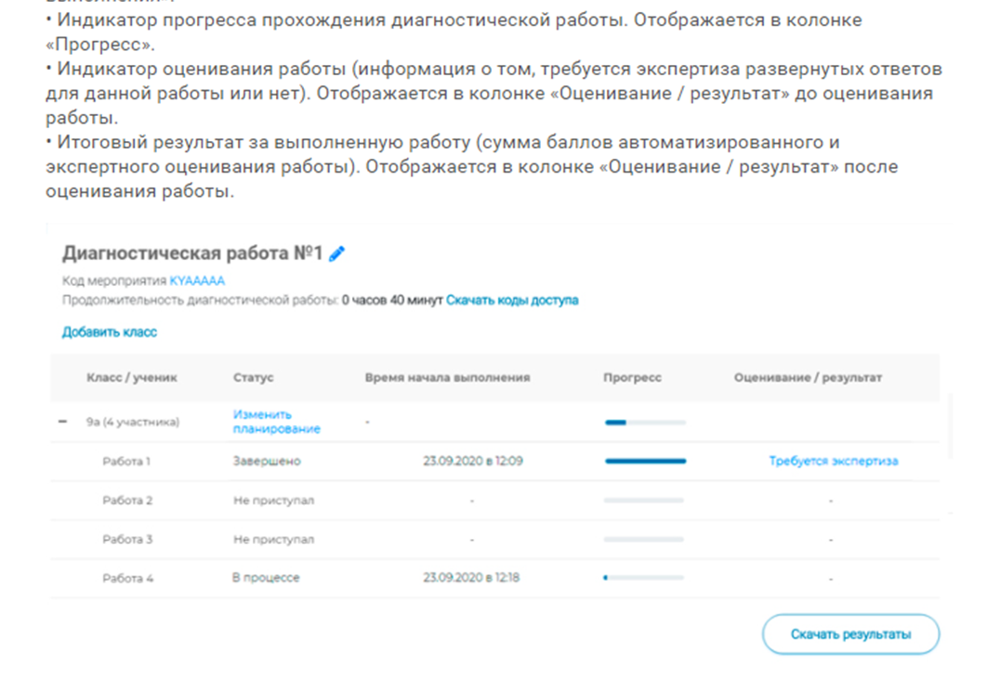 • Индикатор прогресса прохождения диагностической работы. Отображается в колонке
«Прогресс».
• Индикатор оценивания работы (информация о том, требуется экспертиза развернутых ответов
для данной работы или нет). Отображается в колонке «Оценивание / результат» до оценивания
работы.
• Итоговый результат за выполненную работу (сумма баллов автоматизированного и
экспертного оценивания работы). Отображается в колонке «Оценивание / результат» после
оценивания работы.
Диагностическая работа №1
Код мероприятия KYAAAAA
Продолжительность диагностической работы: 0 часов 40 минут Скачать коды доступа
Добавить класс
Класс / ученик Статус Время начала выполнения Прогресс Оценивание / результат
− 9а (4 участника) Изменить планирование -
Работа 1 Завершено 23.09.2020 в 12:09 Требуется экспертиза
Работа 2 Не приступал - -
Работа 3 Не приступал - -
Работа 4 В процессе 23.09.2020 в 12:18 -
Скачать результаты